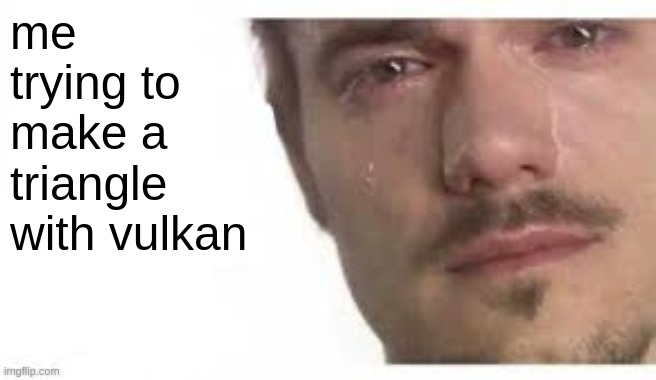 me
trying to
make a
triangle
with vulkan
imgflip.com